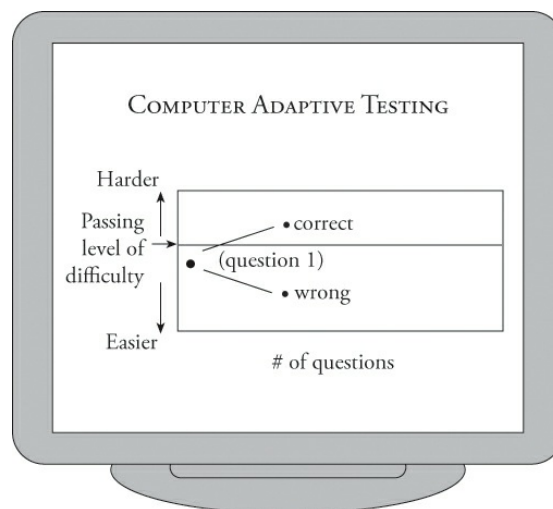 COMPUTER ADAPTIVE TESTING
Harder
Passing
level of
difficulty
Easier
correct
(question 1)
wrong
# of questions